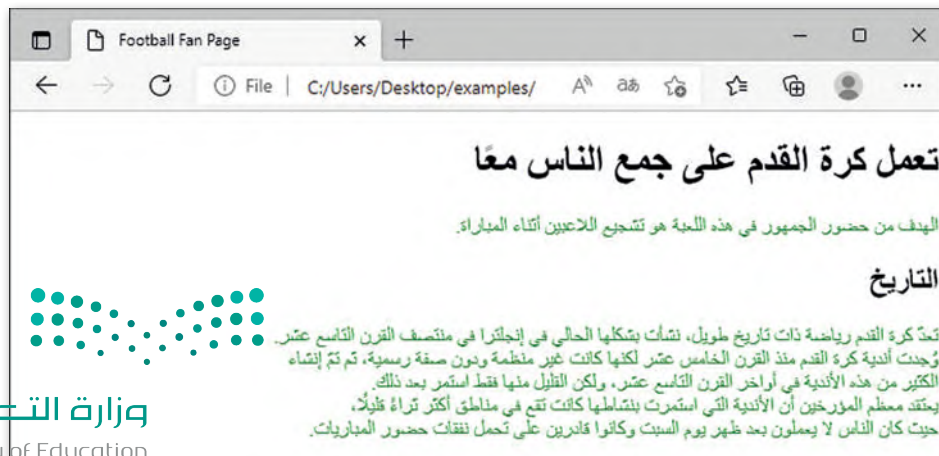 Football Fan Page
File
C:/Users/Desktop/examples/
تعمل كرة القدم على جمع الناس معًا
الهدف من حضور الجمهور في هذه اللعبة هو تشجيع اللاعبين أثناء المباراة.
التاريخ
تعدّ كرة القدم رياضة ذات تاريخ طويل، نشأت بشكلها الحالي في إنجلترا في منتصف القرن التاسع عشر.
وُجدت أندية كرة القدم منذ القرن الخامس عشر لكنها كانت غير منظمة ودون صفة رسمية، ثم تمّ إنشاء
الكثير من هذه الأندية في أواخر القرن التاسع عشر، ولكن القليل منها فقط استمر بعد ذلك.
يعتقد معظم المؤرخين أن الأندية التي استمرت بنشاطها كانت تقع في مناطق أكثر ثراءً قليلًا،
حيث كان الناس لا يعملون بعد ظهر يوم السبت وكانوا قادرين على تحمل نفقات حضور المباريات.
وزارة التـ
of Education